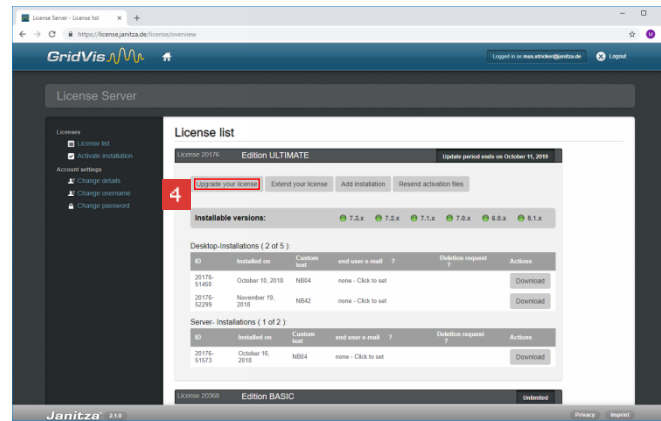 License Server - License list
https://license.janitza.de/license/overview
GridVis
Logged in as max.stricker@janitza.de Logout
License Server
Licenses
License list
Activate installation
Account settings
Change details
Change username
Change password
License list
License 20176 Edition ULTIMATE Update period ends on October 11, 2019
4
Upgrade your license Extend your license Add installation Resend activation files
Installable versions: 7.3.x 7.2.x 7.1.x 7.0.x 6.0.x 5.1.x
Desktop-Installations ( 2 of 5 ):
ID Installed on Custom text end user e-mail ? Deletion request ? Actions
20176-51450 October 10, 2018 NB04 none - Click to set Download
20176-52299 November 19, 2018 NB42 none - Click to set Download
Server- Installations ( 1 of 2 ):
ID Installed on Custom text end user e-mail ? Deletion request ? Actions
20176-51573 October 16, 2018 NB04 none - Click to set Download
License 20368 Edition BASIC Unlimited
Janitza 2.1.0 Privacy Imprint